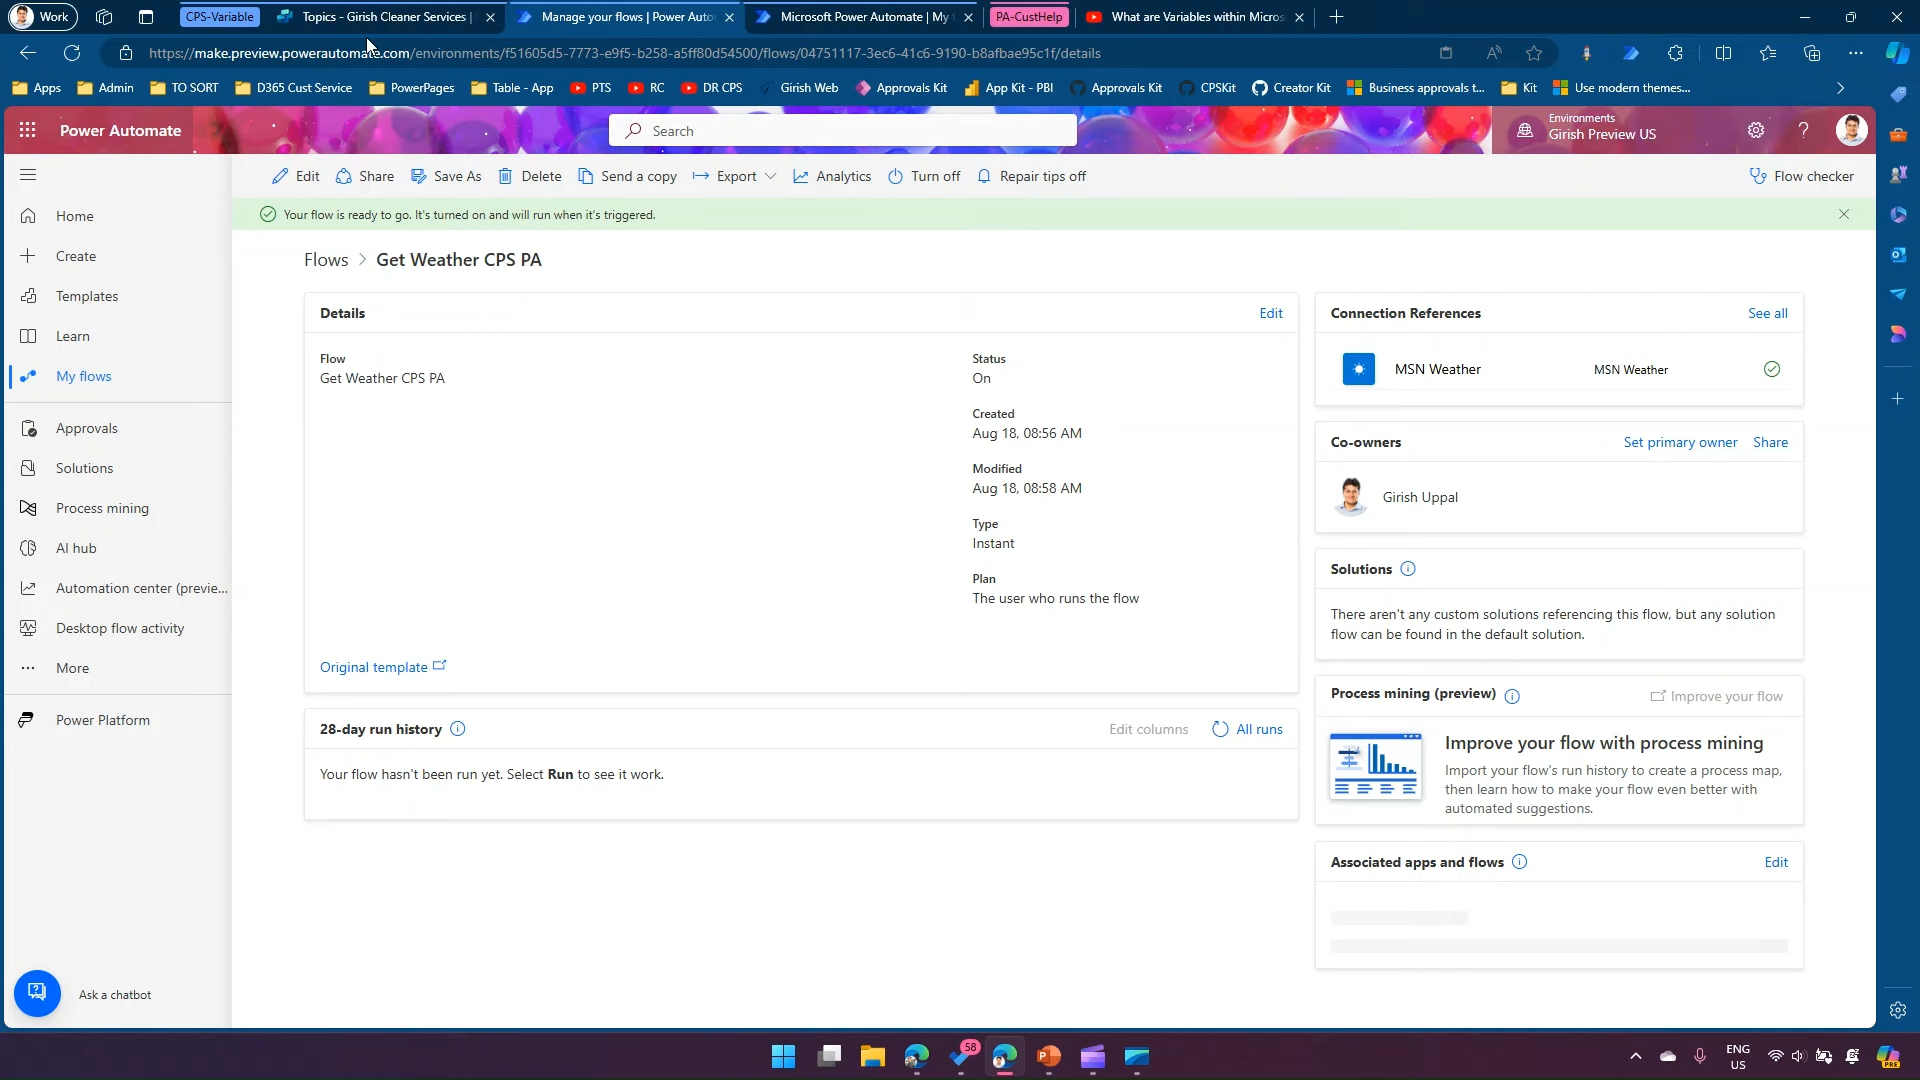 Work
CPS-Variable
Topics - Girish Cleaner Services |
Manage your flows | Power Auto
Microsoft Power Automate | My f
PA-CustHelp
What are Variables within Micros
https://make.preview.powerautomate.com/environments/f51605d5-7773-e9f5-b258-a5ff80d54500/flows/04751117-3ec6-41c6-9190-b8afbae95c1f/details
Apps
Admin
TO SORT
D365 Cust Service
PowerPages
Table - App
PTS
RC
DR CPS
Girish Web
Approvals Kit
App Kit - PBI
Approvals Kit
CPSKit
Creator Kit
Business approvals t...
Kit
Use modern themes...
Power Automate
Search
Environments
Girish Preview US
Edit
Share
Save As
Delete
Send a copy
Export
Analytics
Turn off
Repair tips off
Flow checker
Your flow is ready to go. It's turned on and will run when it's triggered.
Home
Create
Templates
Learn
My flows
Approvals
Solutions
Process mining
AI hub
Automation center (previe...
Desktop flow activity
More
Power Platform
Ask a chatbot
Flows > Get Weather CPS PA
Details
Edit
Flow
Get Weather CPS PA
Status
On
Created
Aug 18, 08:56 AM
Modified
Aug 18, 08:58 AM
Type
Instant
Plan
The user who runs the flow
Original template
28-day run history
Edit columns
All runs
Your flow hasn't been run yet. Select Run to see it work.
Connection References
See all
MSN Weather
MSN Weather
Co-owners
Set primary owner
Share
Girish Uppal
Solutions
There aren't any custom solutions referencing this flow, but any solution
flow can be found in the default solution.
Process mining (preview)
Improve your flow
Improve your flow with process mining
Import your flow's run history to create a process map,
then learn how to make your flow even better with
automated suggestions.
Associated apps and flows
Edit
58
ENG
US
PRE